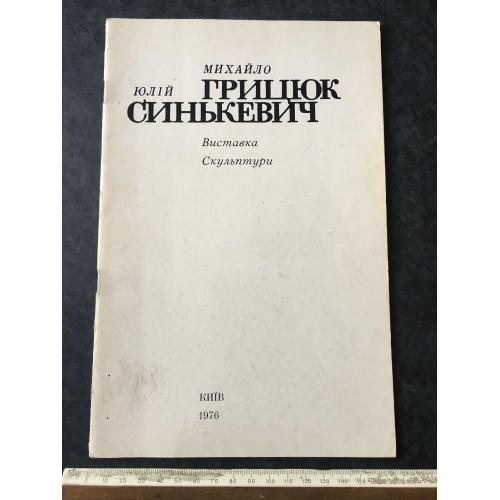 МИХАЙЛО
ЮЛІЙ ГРИЦЮК
СИНЬКЕВИЧ
Виставка
Скульптури
КИЇВ
1976